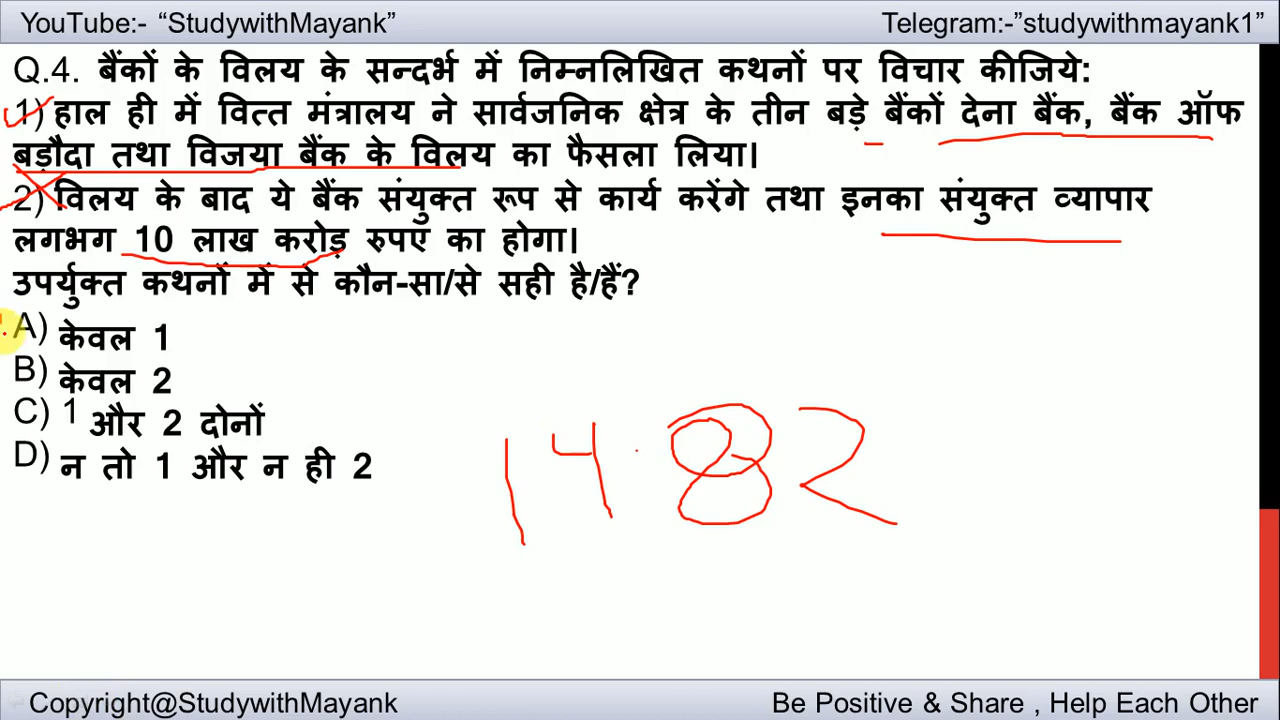 YouTube:- “StudywithMayank”
Telegram:-”studywithmayank1”
Q.4. बैंकों के विलय के सन्दर्भ में निम्नलिखित कथनों पर विचार कीजिये:
1) हाल ही में वित्त मंत्रालय ने सार्वजनिक क्षेत्र के तीन बड़े बैंकों देना बैंक, बैंक ऑफ
बड़ौदा तथा विजया बैंक के विलय का फैसला लिया।
2) विलय के बाद ये बैंक संयुक्त रूप से कार्य करेंगे तथा इनका संयुक्त व्यापार
लगभग 10 लाख करोड़ रुपए का होगा।
उपर्युक्त कथनों में से कौन-सा/से सही है/हैं?
A) केवल 1
B) केवल 2
C) 1 और 2 दोनों
D) न तो 1 और न ही 2
14.82
Copyright@StudywithMayank
Be Positive & Share , Help Each Other